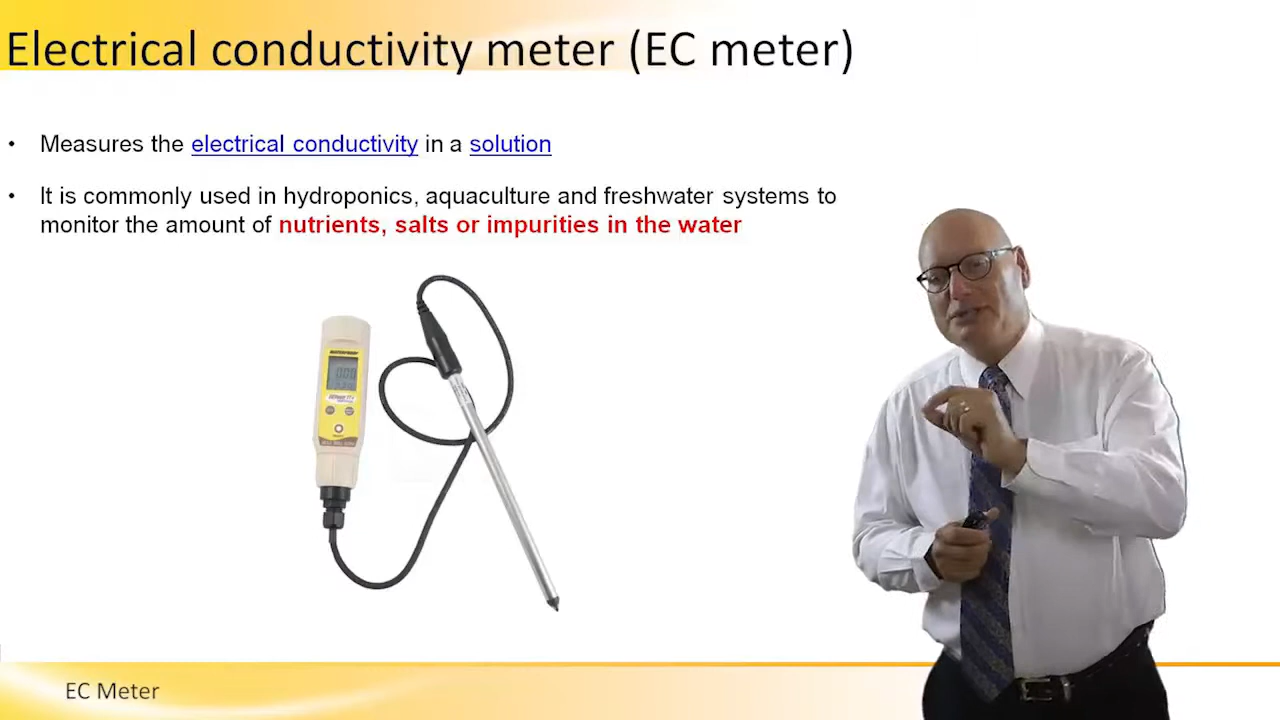 Electrical conductivity meter (EC meter)
• Measures the electrical conductivity in a solution
• It is commonly used in hydroponics, aquaculture and freshwater systems to
monitor the amount of nutrients, salts or impurities in the water
WATERPROOF
EC Meter